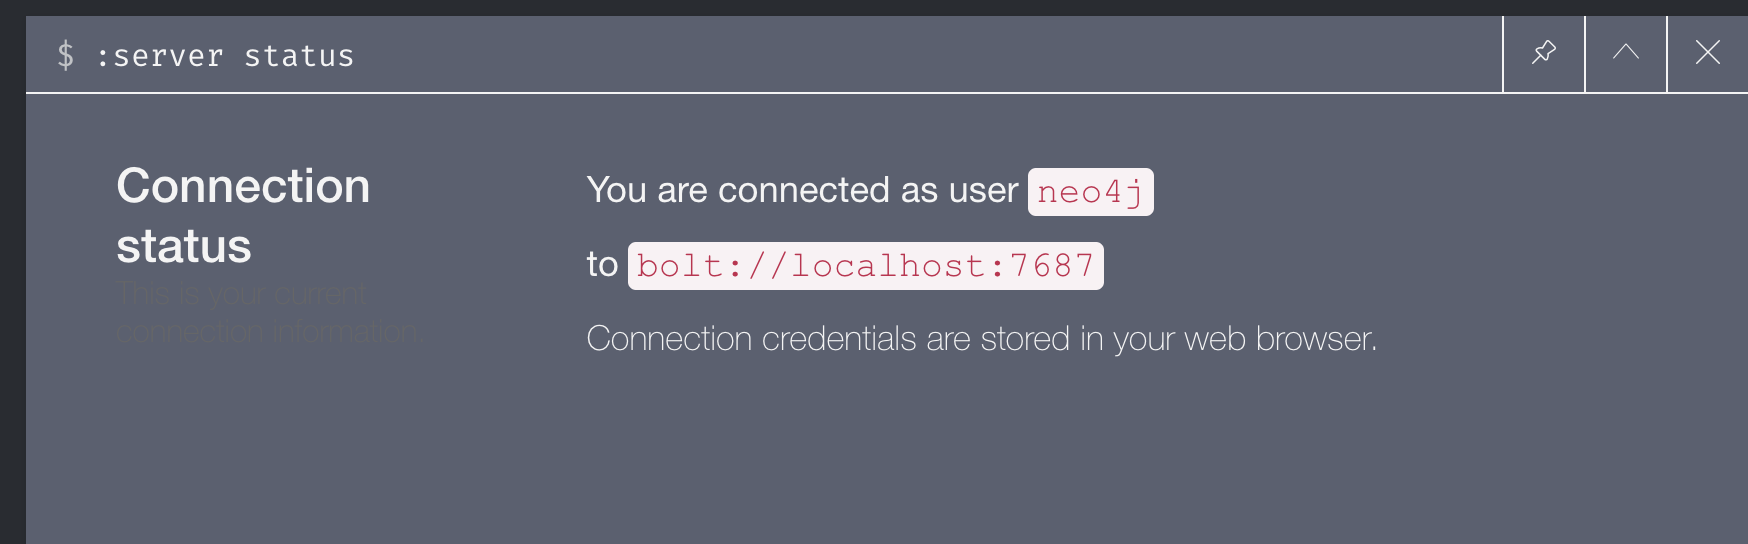 $ :server status
Connection
status
This is your current
connection information.
You are connected as user neo4j
to bolt://localhost:7687
Connection credentials are stored in your web browser.